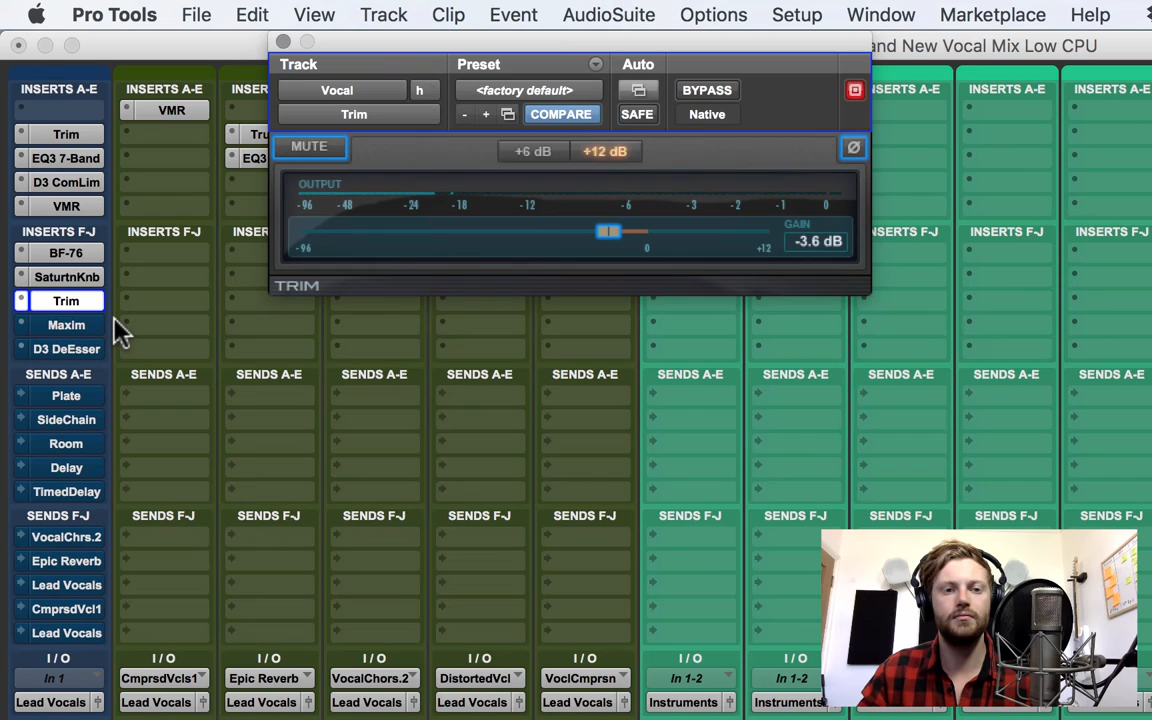 Pro Tools File Edit View Track Clip Event AudioSuite Options Setup Window Marketplace Help
and New Vocal Mix Low CPU
Track Preset Auto
Vocal h <factory default> BYPASS
Trim - + COMPARE SAFE Native
MUTE +6 dB +12 dB Ø
OUTPUT
-96 -48 -24 -18 -12 -6 -3 -2 -1 0
GAIN
-3.6 dB
-96 0 +12
TRIM
INSERTS A-E INSERTS A-E INSERTS A-E INSERTS A-E
VMR
Trim Tru
EQ3 7-Band EQ3
D3 ComLim
VMR
INSERTS F-J INSERTS F-J NSERTS F-J INSERTS F-J
BF-76
SaturtnKnb
Trim
Maxim
D3 DeEsser
SENDS A-E SENDS A-E SENDS A-E SENDS A-E SENDS A-E SENDS A-E SENDS A-E SENDS A-E SENDS A-E SENDS A-E SENDS A-E
Plate
SideChain
Room
Delay
TimedDelay
SENDS F-J SENDS F-J SENDS F-J SENDS F-J SENDS F-J SENDS F-J SENDS F-J SENDS F-J SENDS F-J SENDS F-J SENDS F-J
VocalChrs.2
Epic Reverb
Lead Vocals
CmprsdVcl1
Lead Vocals
I/O I/O I/O I/O I/O I/O I/O I/O
In 1 CmprsdVcls1 Epic Reverb VocalChors.2 DistortedVcl VoclCmprsn In 1-2 In 1-2
Lead Vocals Lead Vocals Lead Vocals Lead Vocals Lead Vocals Lead Vocals Instruments Instruments